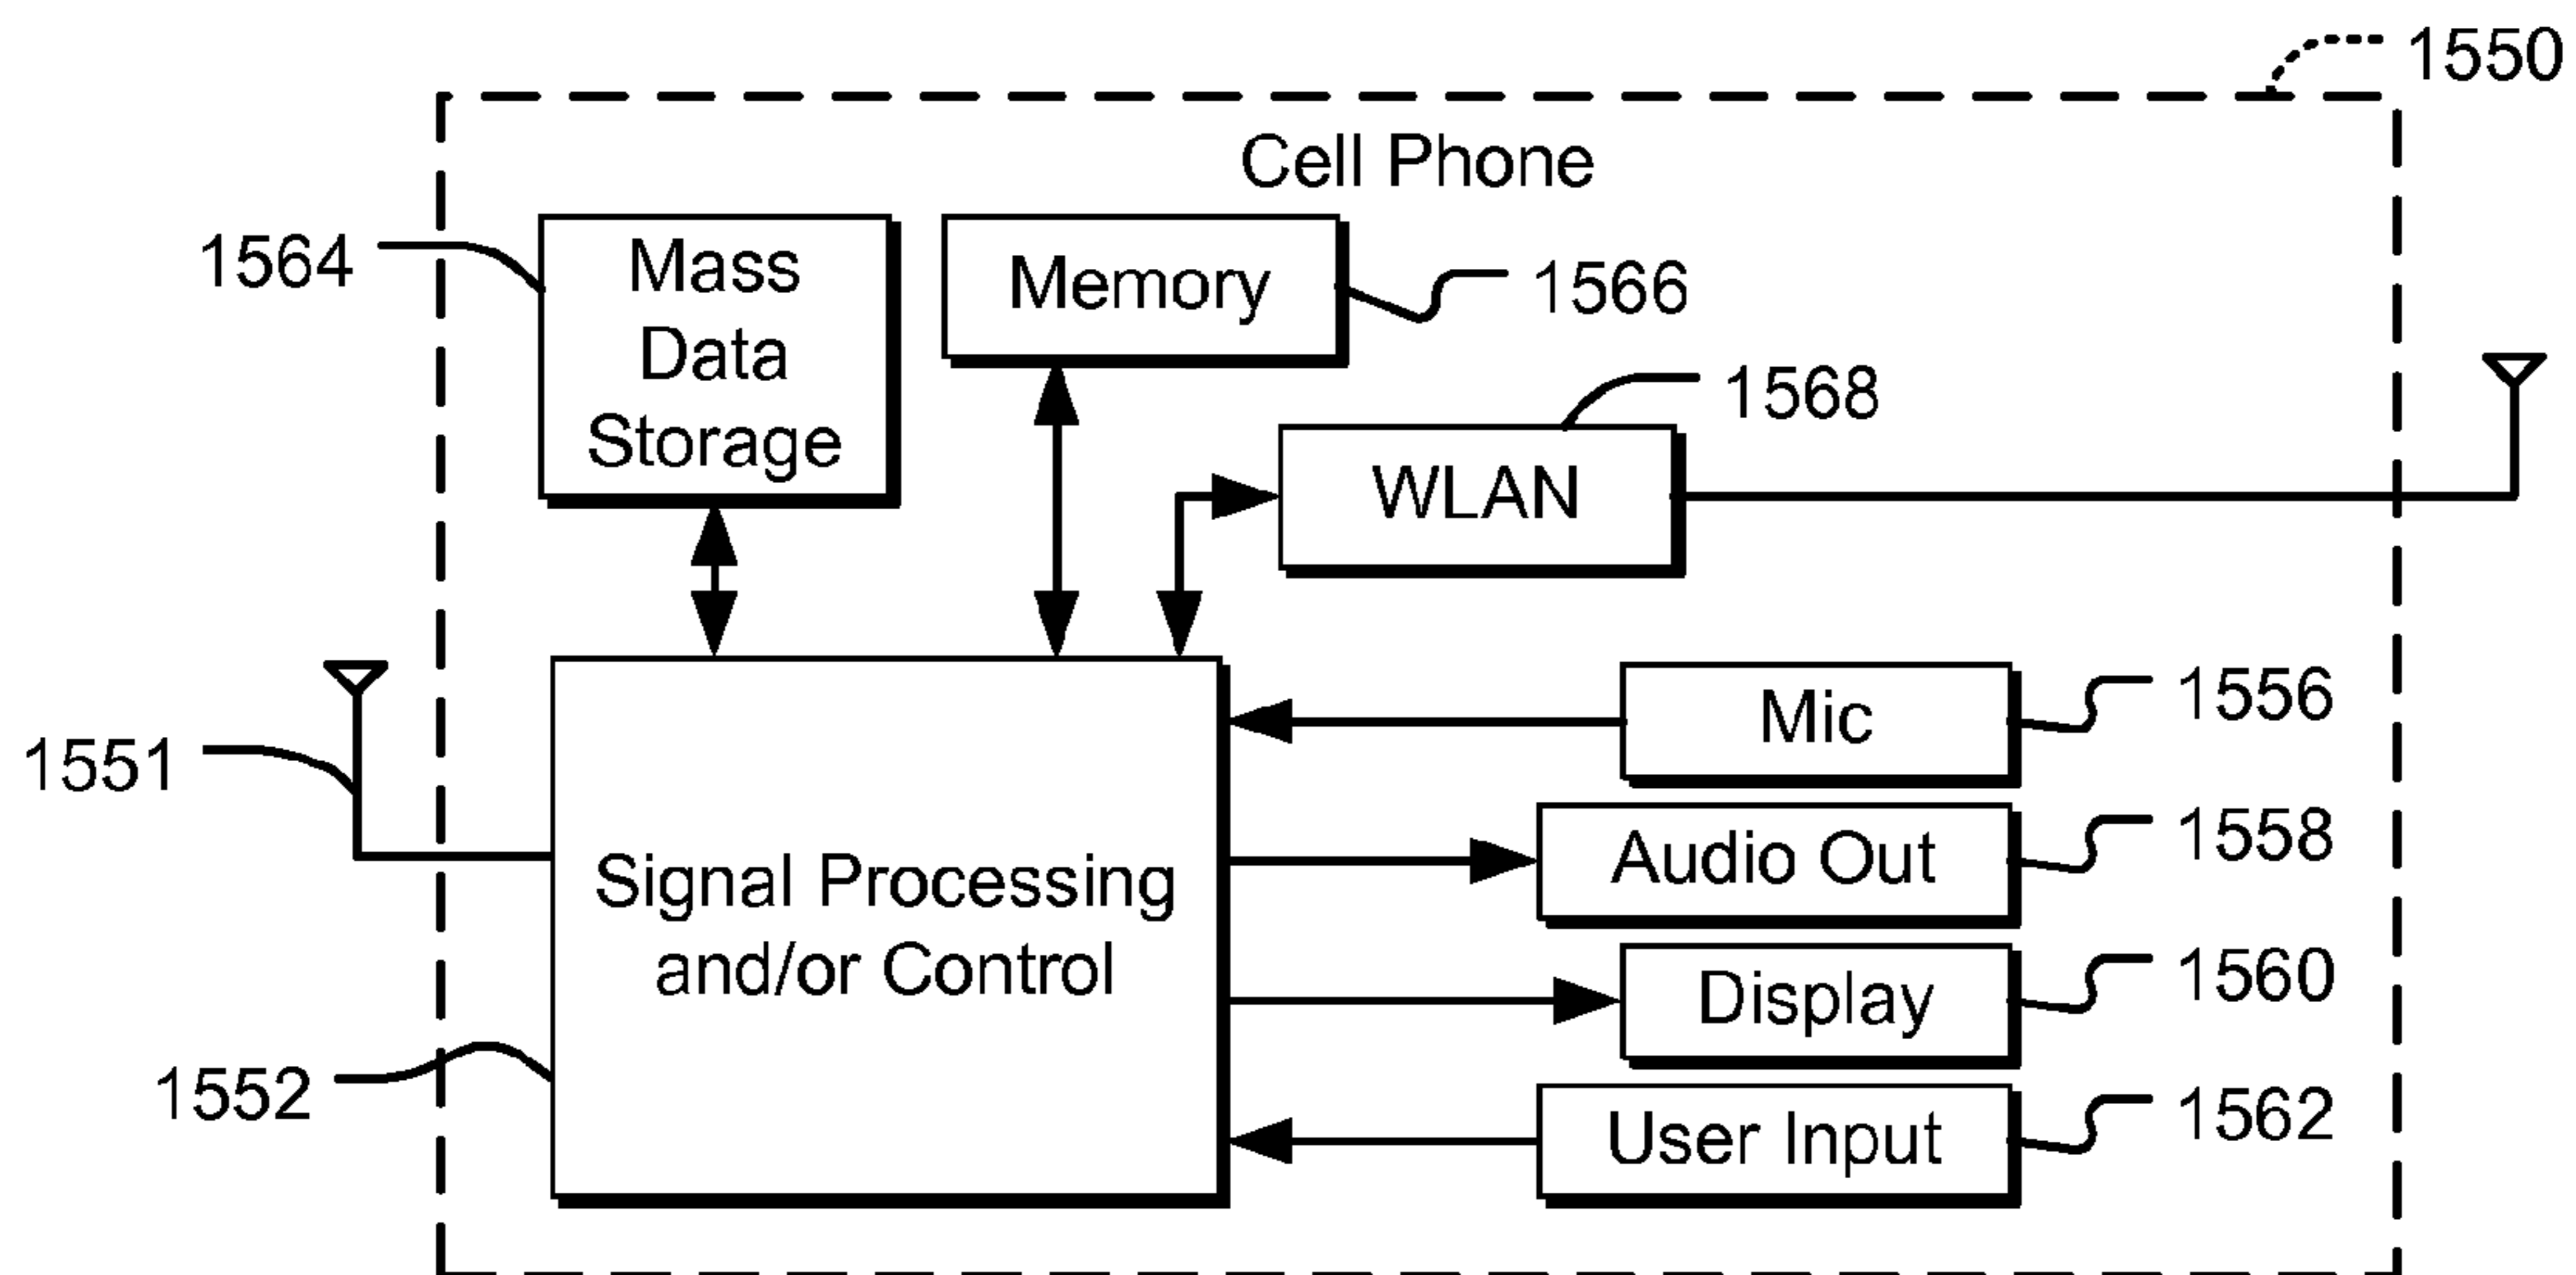 1550
Cell Phone
1564
Mass
Data
Storage
Memory
1566
1568
WLAN
1551
Signal Processing
and/or Control
1552
Mic
1556
Audio Out
1558
Display
1560
User Input
1562